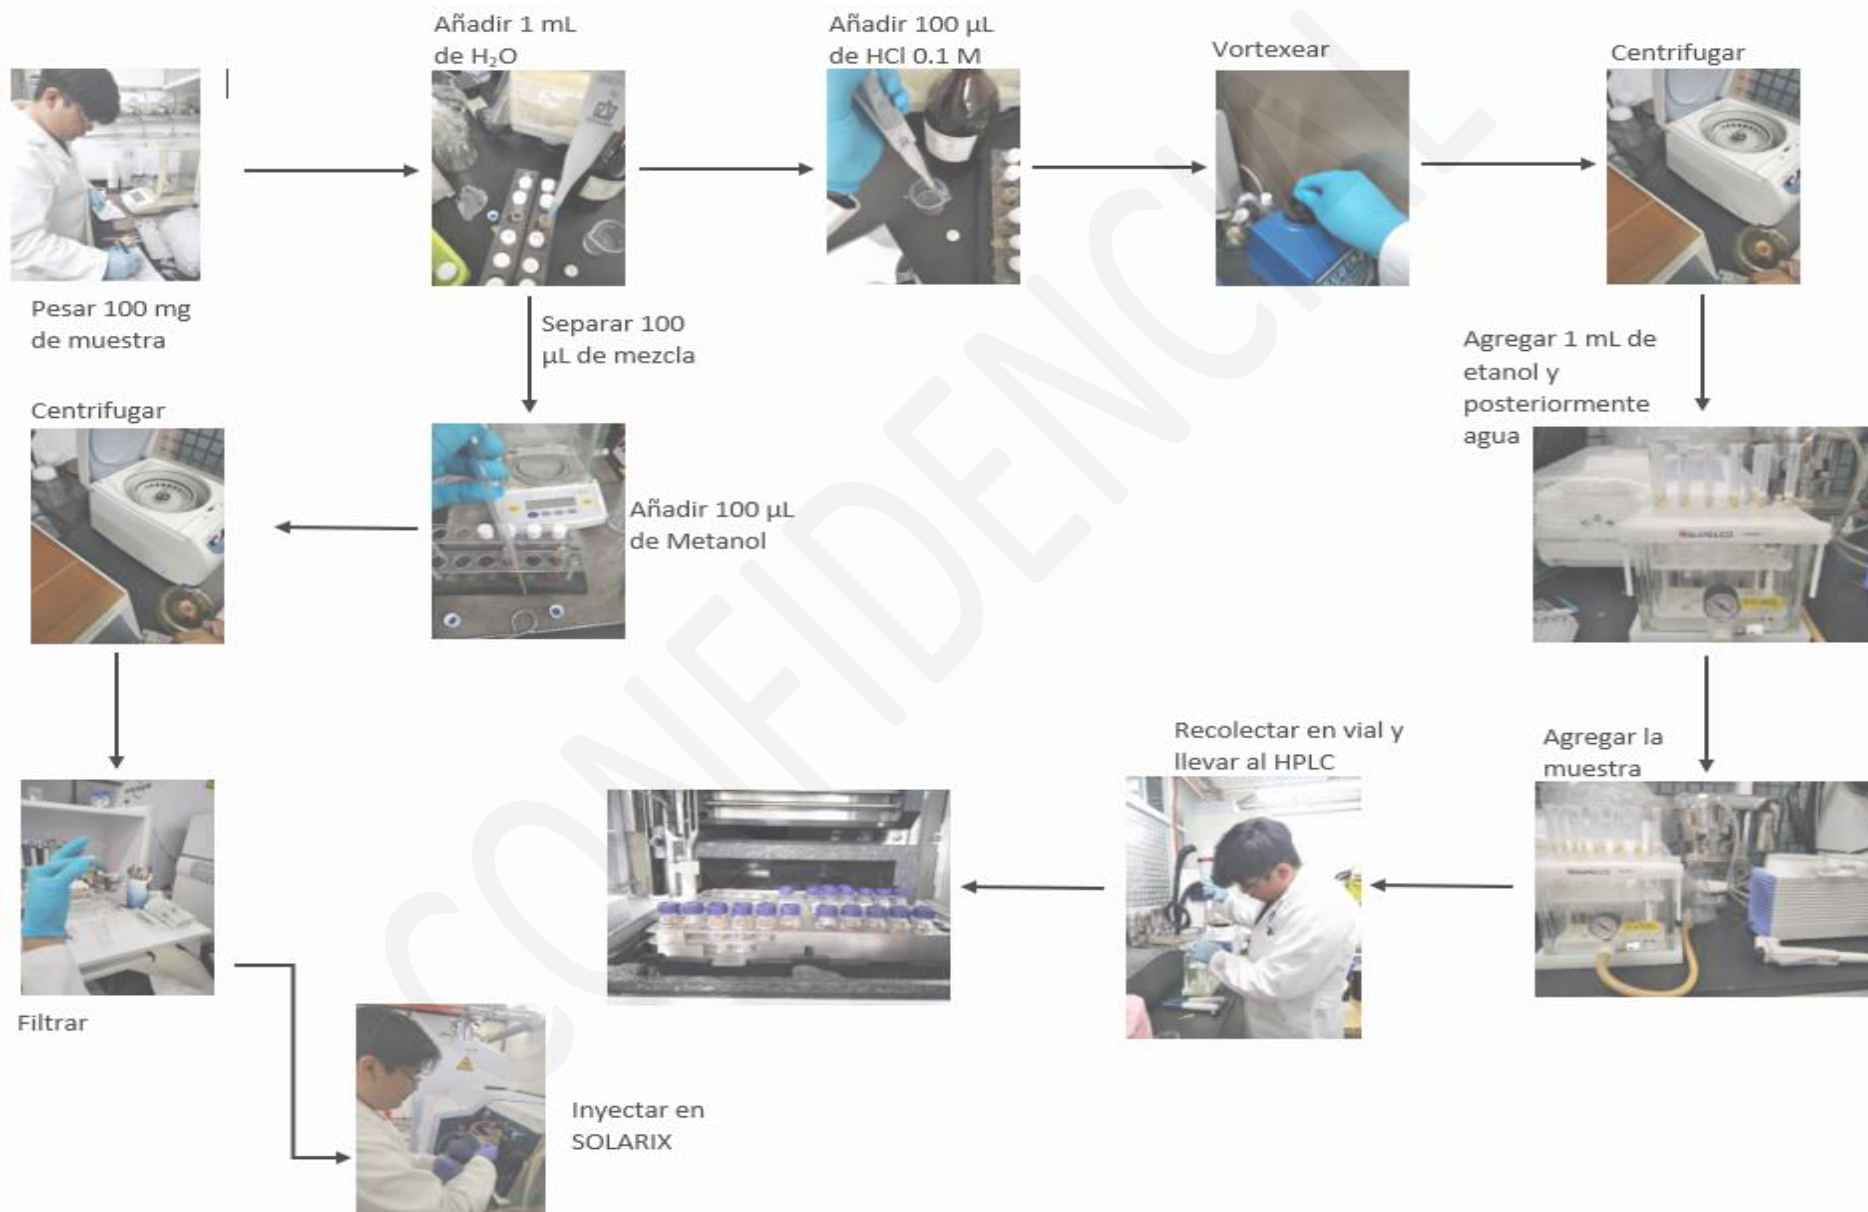 Añadir 1 mL
de H₂O
Añadir 100 µL
de HCl 0.1 M
Vortexear
Centrifugar
Pesar 100 mg
de muestra
Separar 100
µL de mezcla
Agregar 1 mL de
etanol y
posteriormente
agua
Centrifugar
Añadir 100 µL
de Metanol
SUPELCO
Recolectar en vial y
llevar al HPLC
Agregar la
muestra
SUPELCO
Filtrar
Inyectar en
SOLARIX
CONFIDENCIAL